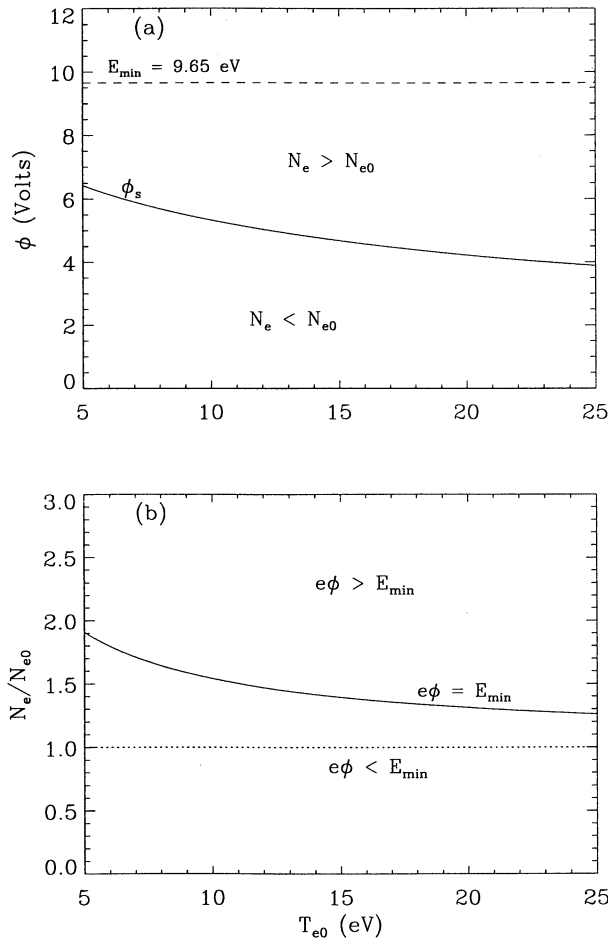 (a)
12
10
8
6
4
2
0
E_min = 9.65 eV
N_e > N_e0
ϕ_s
N_e < N_e0
ϕ (Volts)
5 10 15 20 25
(b)
3.0
2.5
2.0
1.5
1.0
0.5
0.0
eϕ > E_min
eϕ = E_min
eϕ < E_min
N_e/N_e0
5 10 15 20 25
T_e0 (eV)